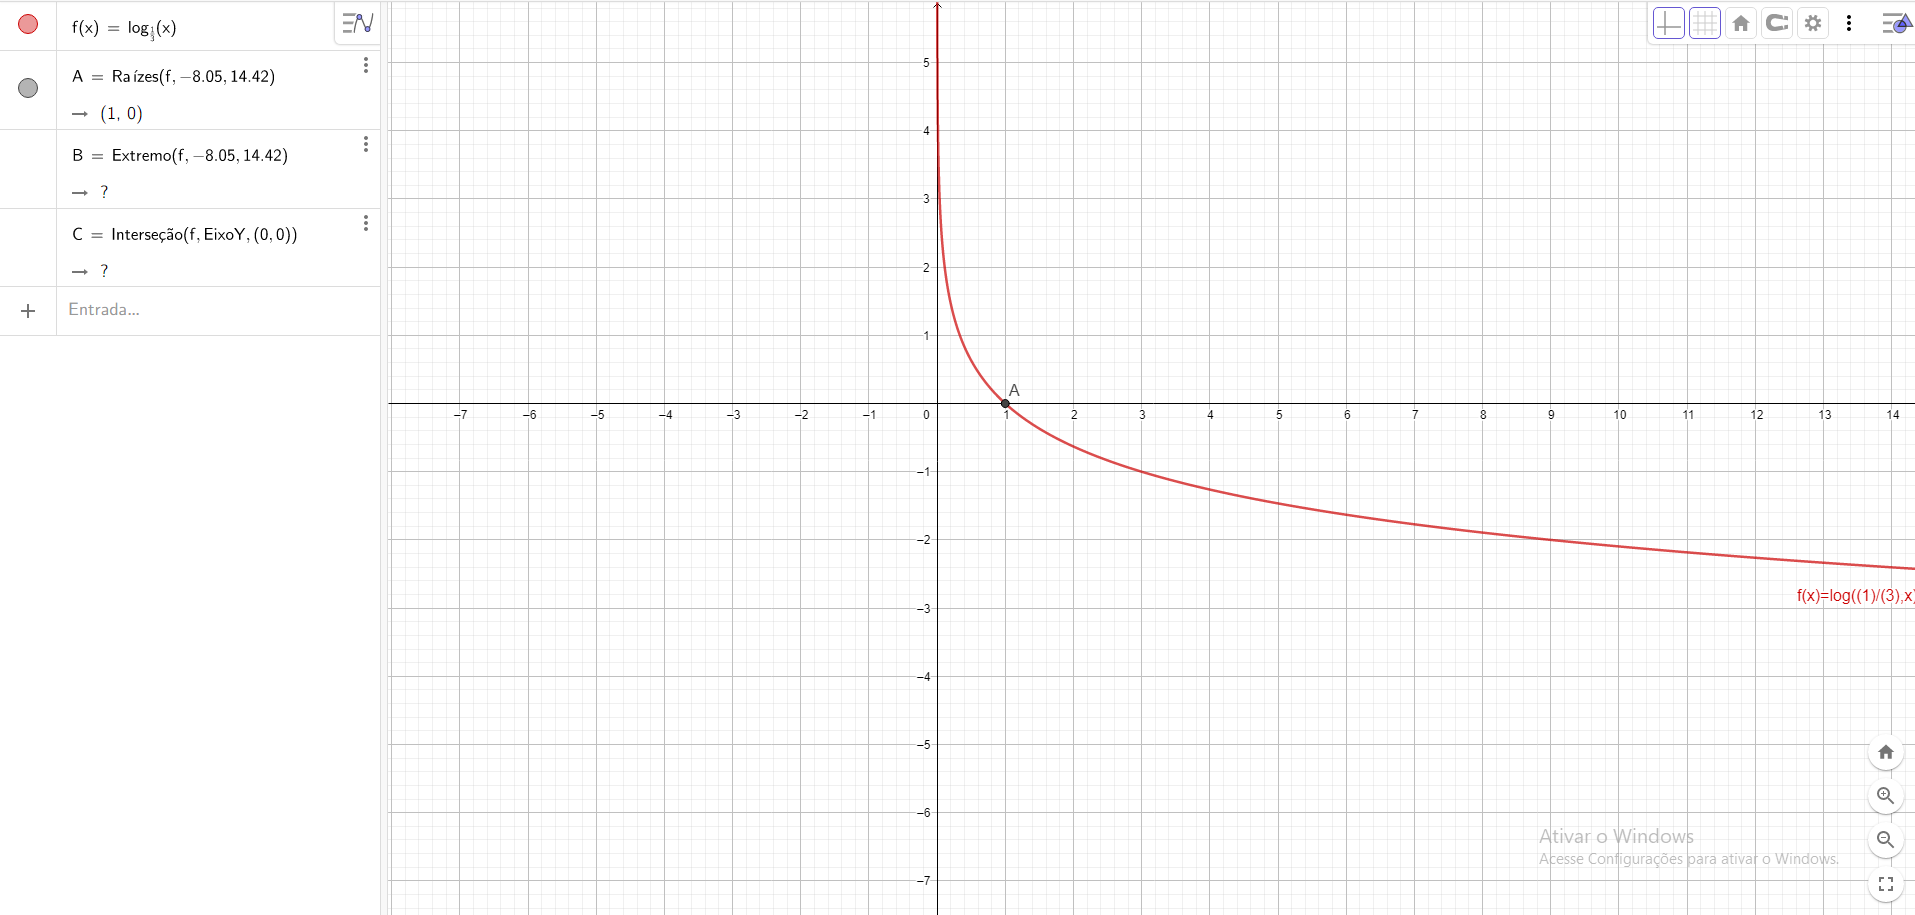 f(x) = log 1/3 (x)
A = Raízes(f, −8.05, 14.42)
→ (1, 0)
B = Extremo(f, −8.05, 14.42)
→ ?
C = Interseção(f, EixoY, (0, 0))
→ ?
+ Entrada...
5
4
3
2
1
A
−7 −6 −5 −4 −3 −2 −1 0 1 2 3 4 5 6 7 8 9 10 11 12 13 14
−1
−2
−3
f(x)=log((1)/(3),x)
−4
−5
−6
−7
Ativar o Windows
Acesse Configurações para ativar o Windows.